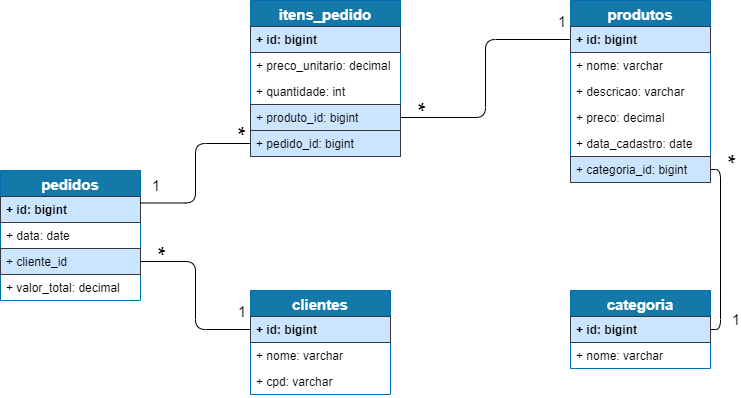 itens_pedido
+ id: bigint
+ preco_unitario: decimal
+ quantidade: int
+ produto_id: bigint
+ pedido_id: bigint
produtos
+ id: bigint
+ nome: varchar
+ descricao: varchar
+ preco: decimal
+ data_cadastro: date
+ categoria_id: bigint
1
*
*
1
*
pedidos
+ id: bigint
+ data: date
+ cliente_id
+ valor_total: decimal
*
1
clientes
+ id: bigint
+ nome: varchar
+ cpd: varchar
categoria
+ id: bigint
+ nome: varchar
1